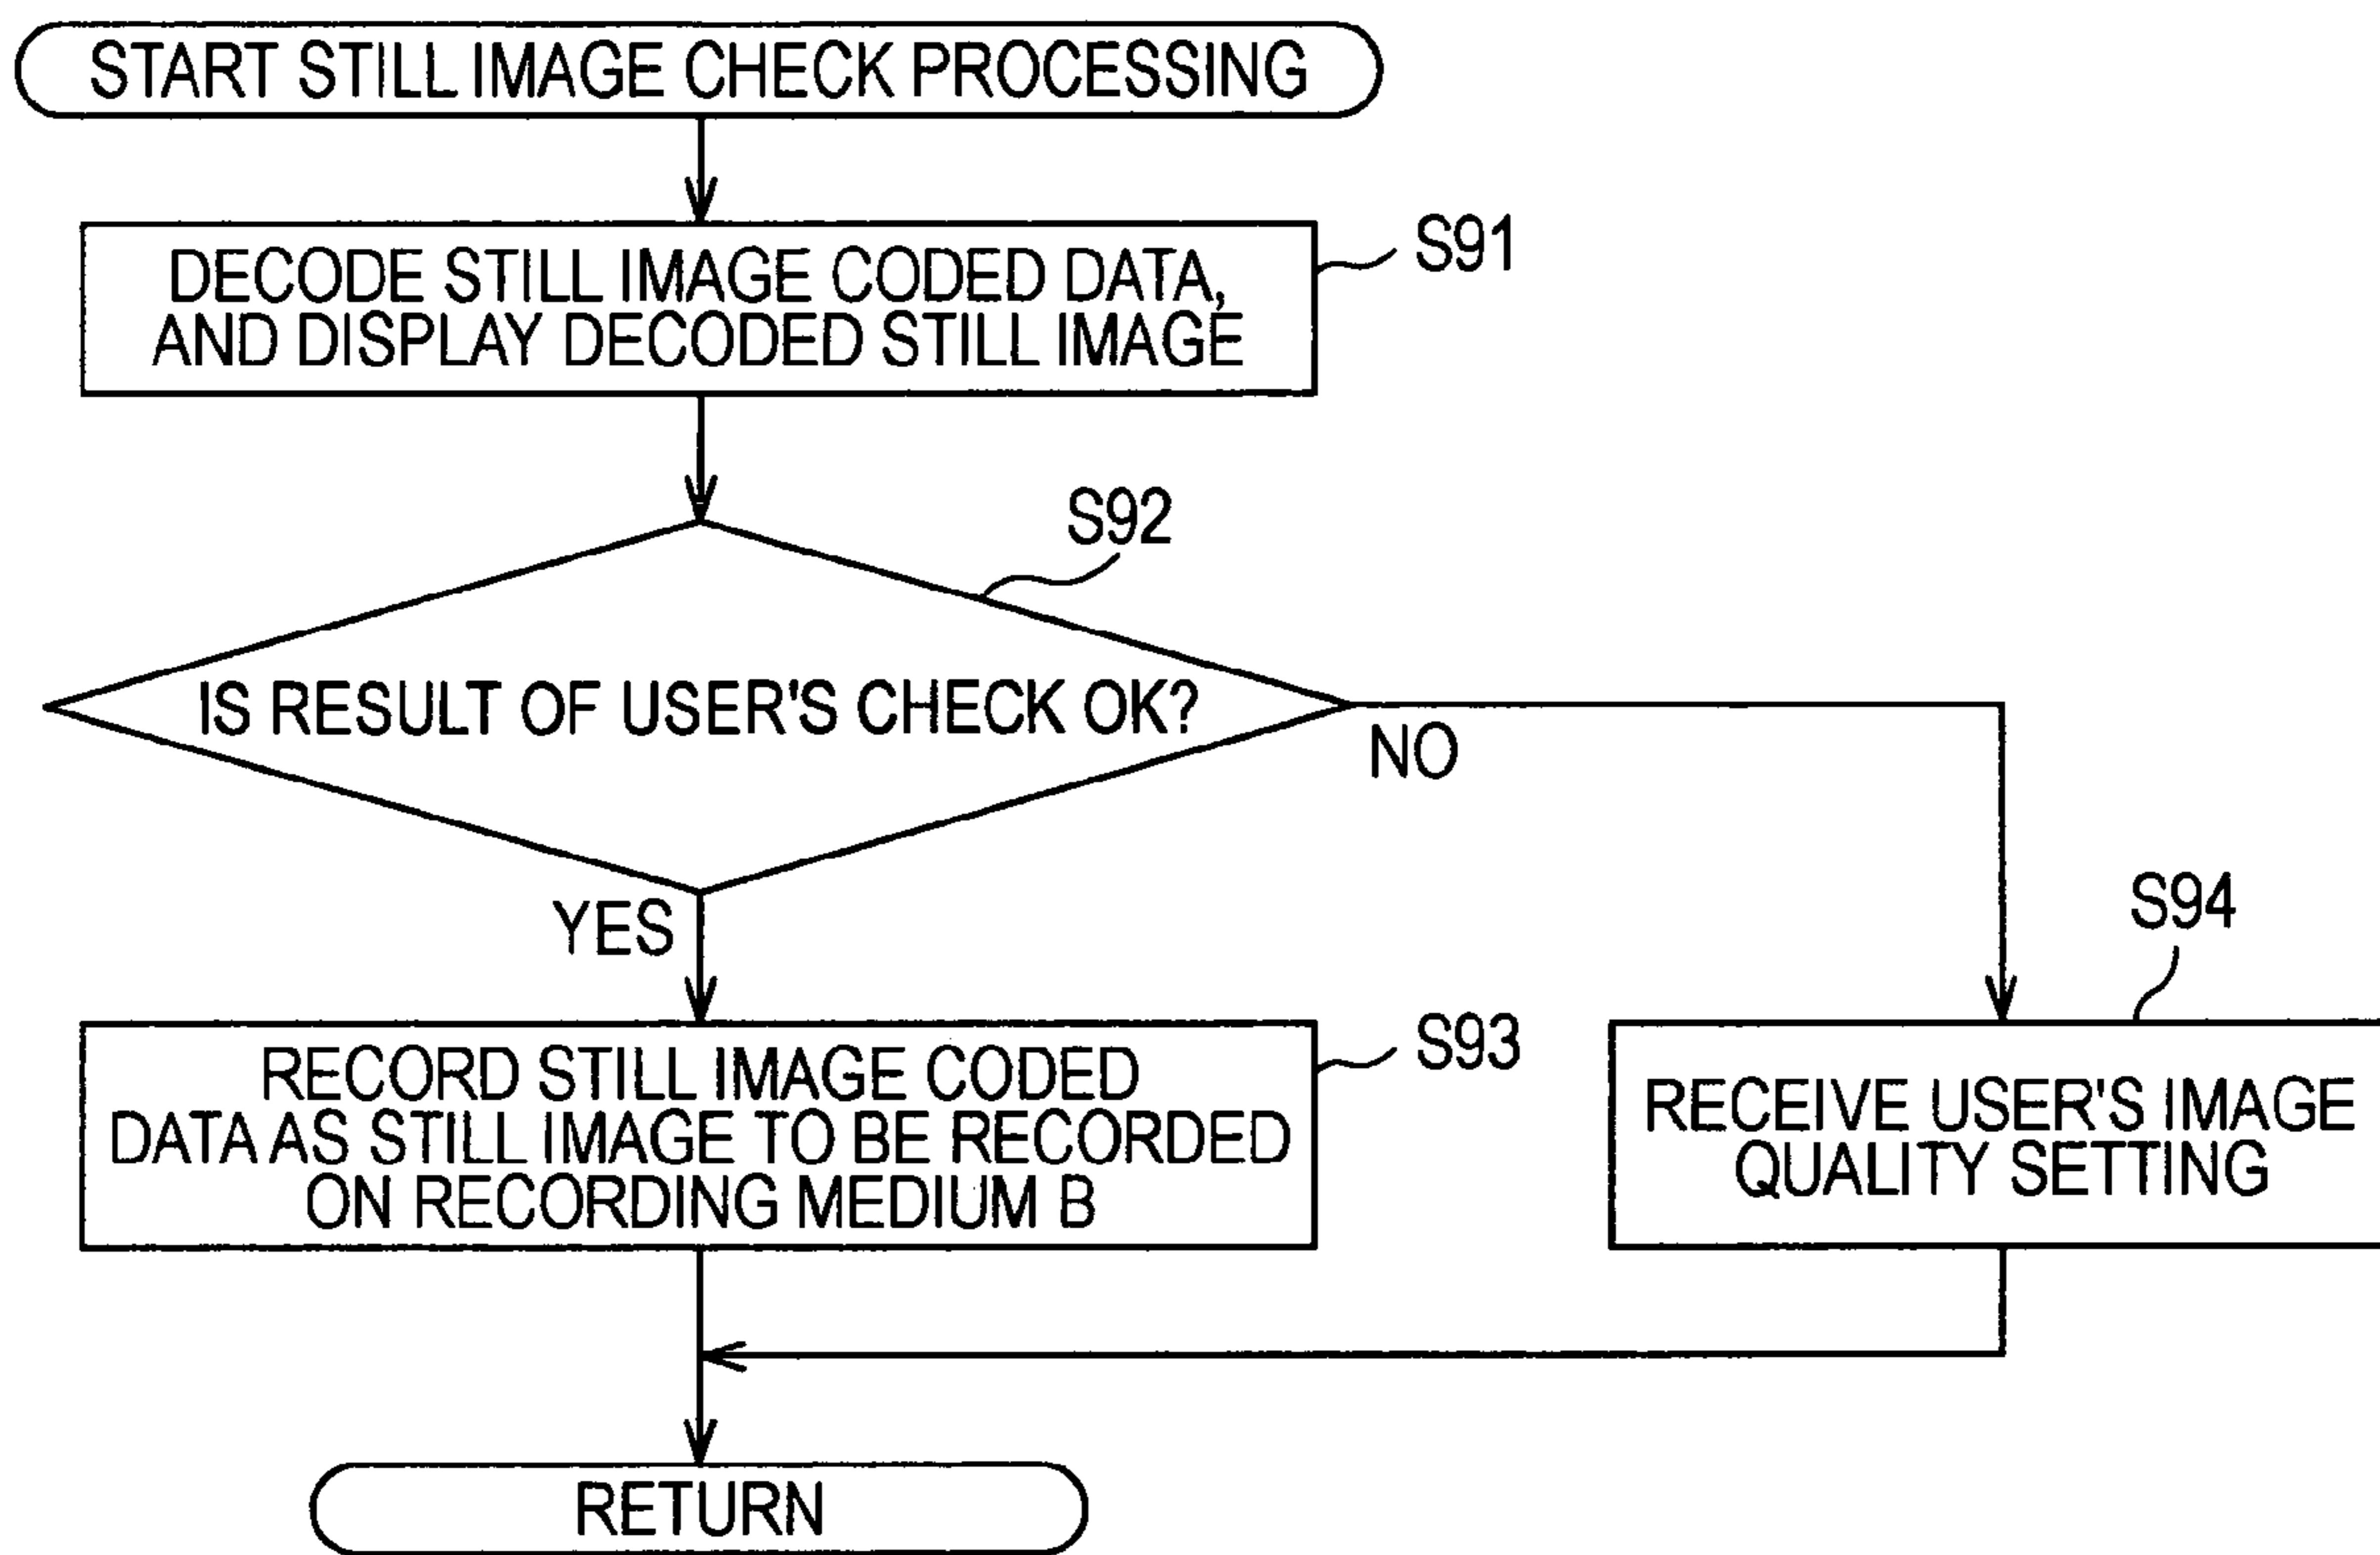 START STILL IMAGE CHECK PROCESSING
S91
DECODE STILL IMAGE CODED DATA,
AND DISPLAY DECODED STILL IMAGE
S92
IS RESULT OF USER'S CHECK OK?
NO
YES
S93
RECORD STILL IMAGE CODED
DATA AS STILL IMAGE TO BE RECORDED
ON RECORDING MEDIUM B
S94
RECEIVE USER'S IMAGE
QUALITY SETTING
RETURN